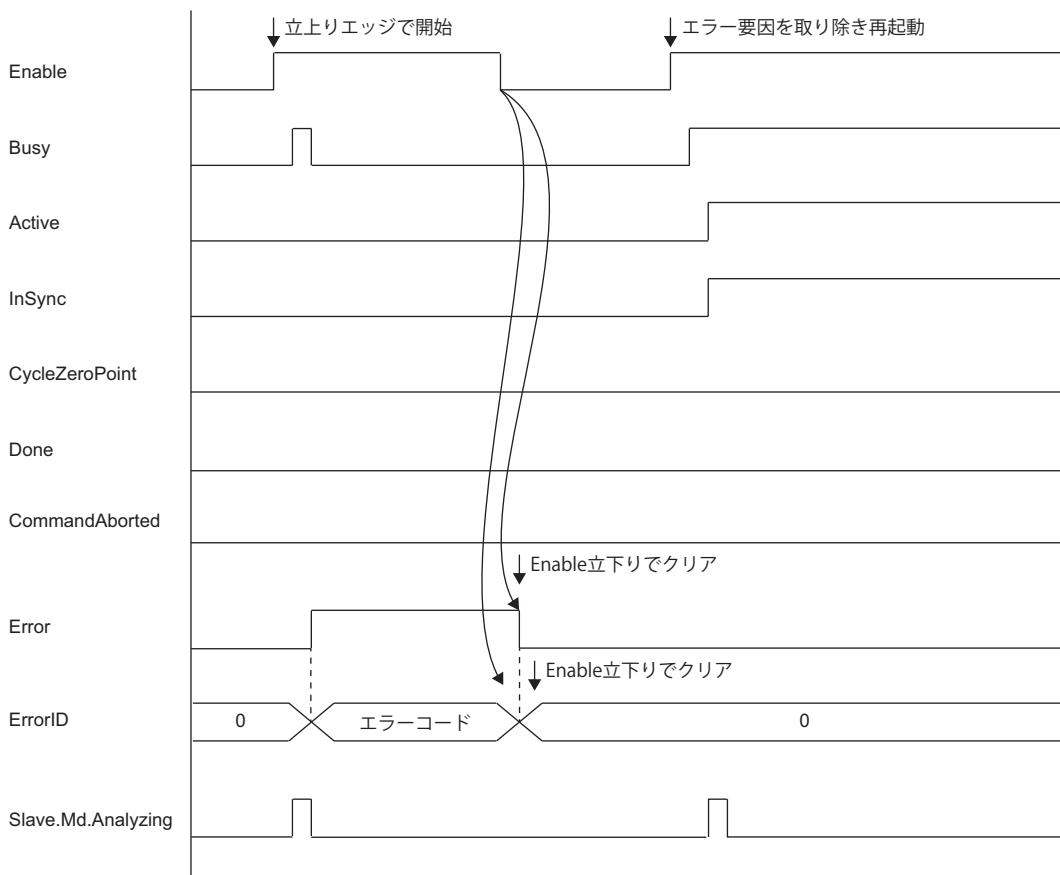 立上りエッジで開始
エラー要因を取り除き再起動
Enable
Busy
Active
InSync
CycleZeroPoint
Done
CommandAborted
Enable立下りでクリア
Error
Enable立下りでクリア
ErrorID
0
エラーコード
0
Slave.Md.Analyzing